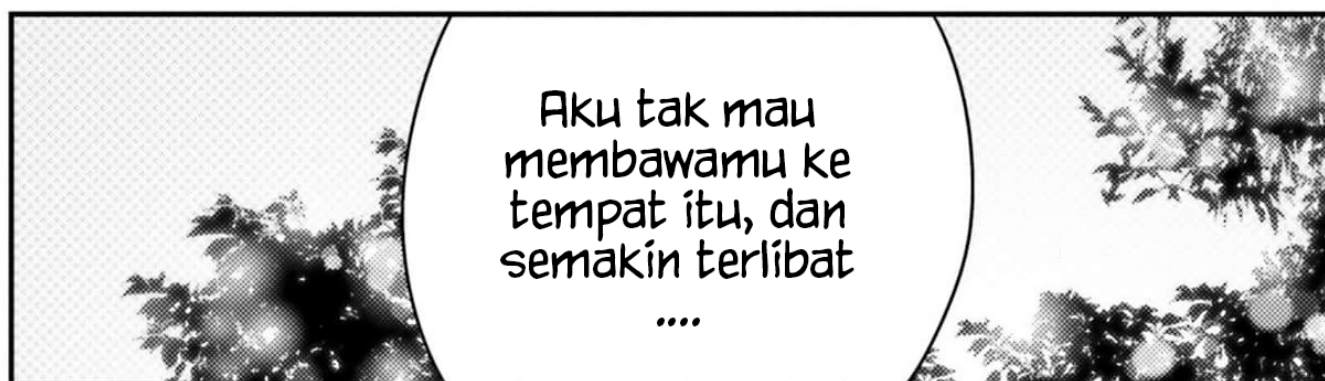 Aku tak mau
membawamu ke
tempat itu, dan
semakin terlibat
....